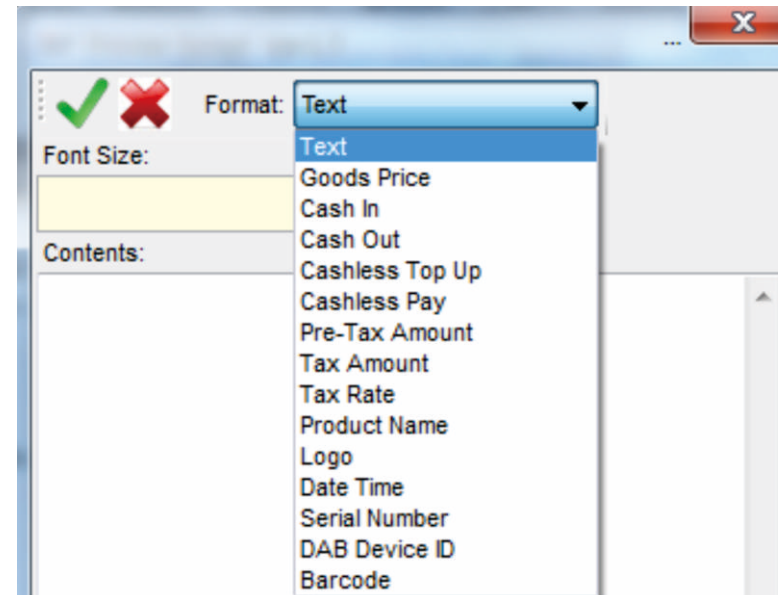 ...
Format: Text
Text
Font Size:
Goods Price
Cash In
Cash Out
Contents:
Cashless Top Up
Cashless Pay
Pre-Tax Amount
Tax Amount
Tax Rate
Product Name
Logo
Date Time
Serial Number
DAB Device ID
Barcode